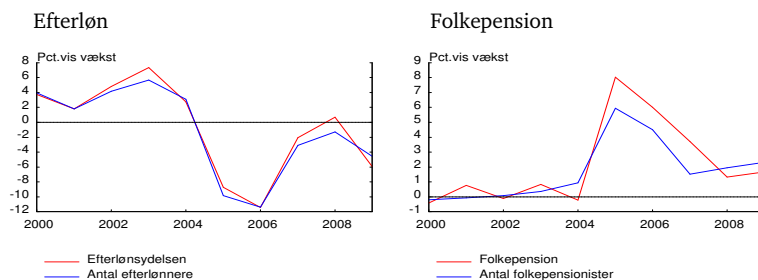 Efterløn
Pct.vis vækst
8
6
4
2
0
-2
-4
-6
-8
-10
-12
2000 2002 2004 2006 2008
Efterlønsydelsen
Antal efterlønnere
Folkepension
Pct.vis vækst
9
8
7
6
5
4
3
2
1
0
-1
2000 2002 2004 2006 2008
Folkepension
Antal folkepensionister